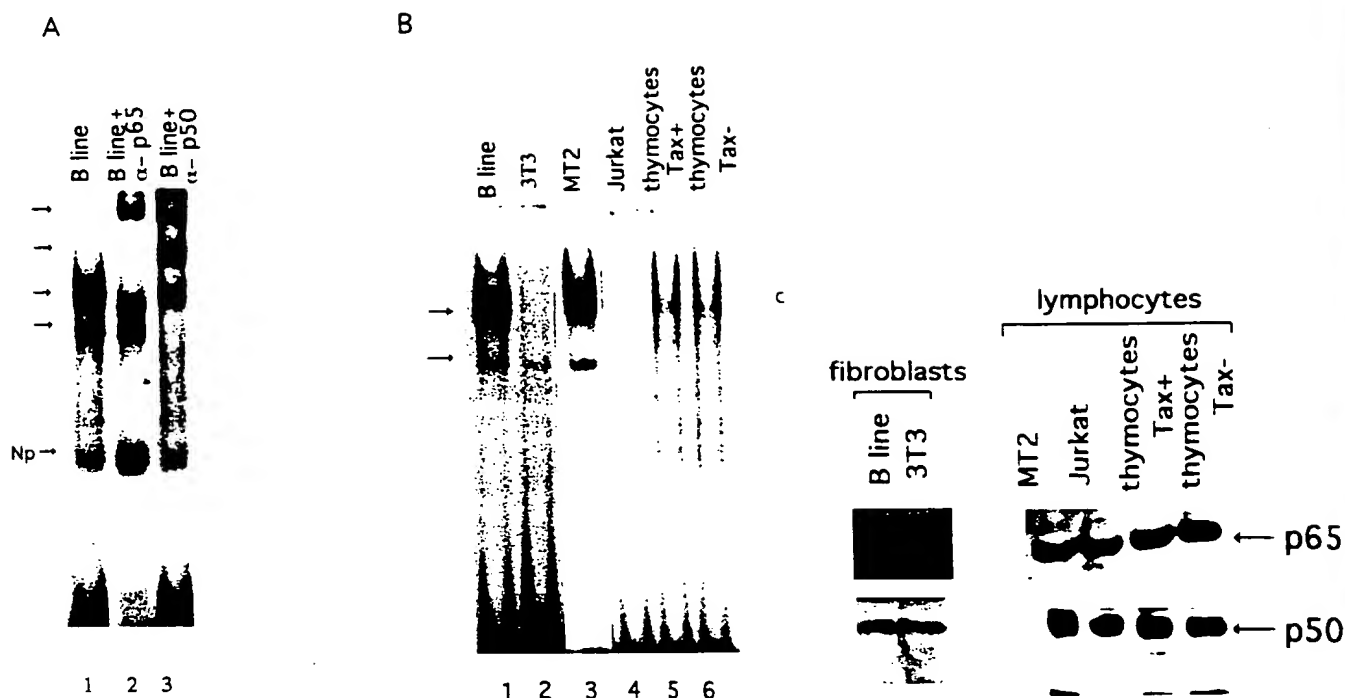 A
B line
B line+
α- p65
B line+
α- p50
→
→
→
→
Np→
1 2 3
B
B line
3T3
MT2
Jurkat
thymocytes
Tax+
thymocytes
Tax-
→
→
1 2 3 4 5 6
c
fibroblasts
B line
3T3
lymphocytes
MT2
Jurkat
thymocytes
Tax+
thymocytes
Tax-
← p65
← p50